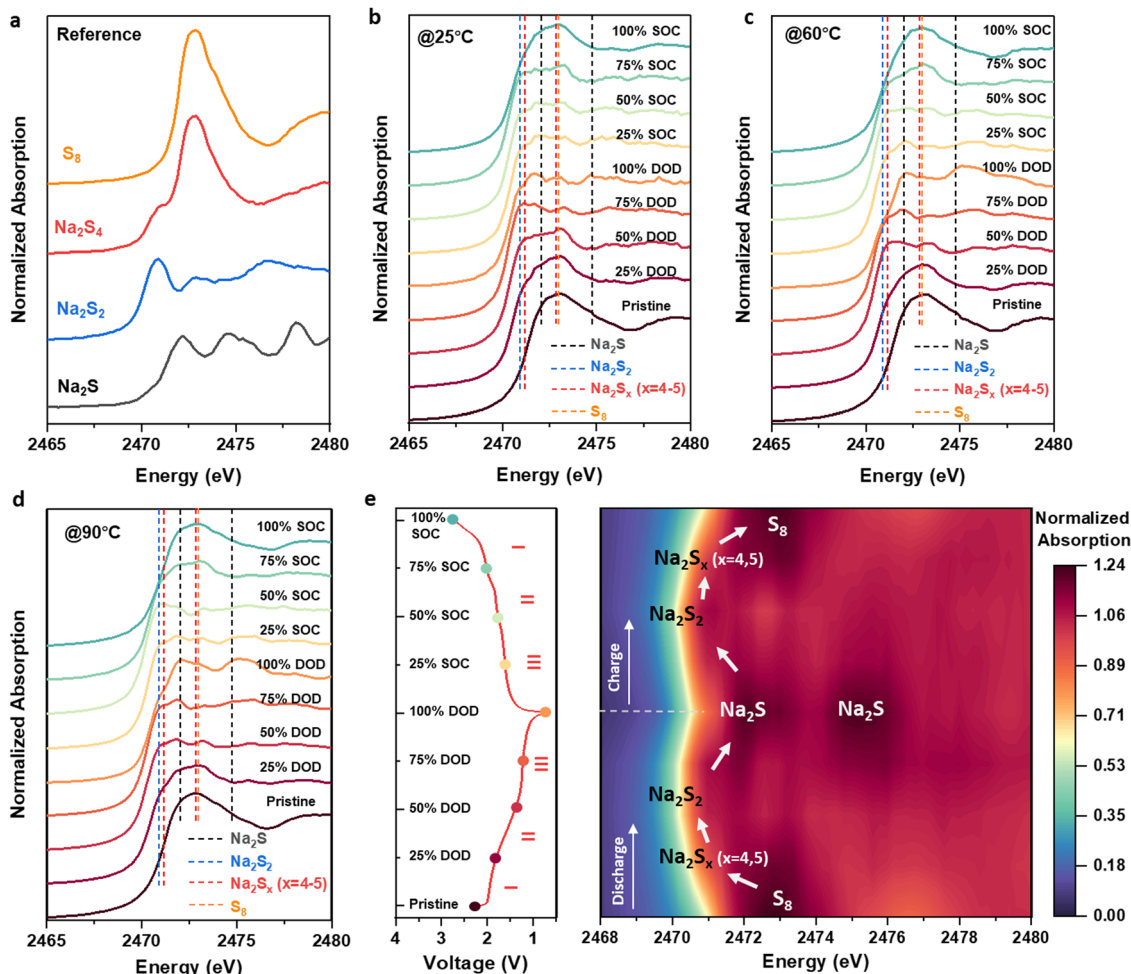 a
Reference
S8
Na2S4
Na2S2
Na2S
Normalized Absorption
2465 2470 2475 2480
Energy (eV)
b
@25°C
100% SOC
75% SOC
50% SOC
25% SOC
100% DOD
75% DOD
50% DOD
25% DOD
Pristine
Na2S
Na2S2
Na2Sx (x=4-5)
S8
Normalized Absorption
2465 2470 2475 2480
Energy (eV)
c
@60°C
100% SOC
75% SOC
50% SOC
25% SOC
100% DOD
75% DOD
50% DOD
25% DOD
Pristine
Na2S
Na2S2
Na2Sx (x=4-5)
S8
Normalized Absorption
2465 2470 2475 2480
Energy (eV)
d
@90°C
100% SOC
75% SOC
50% SOC
25% SOC
100% DOD
75% DOD
50% DOD
25% DOD
Pristine
Na2S
Na2S2
Na2Sx (x=4-5)
S8
Normalized Absorption
2465 2470 2475 2480
Energy (eV)
e
100%
SOC
75% SOC
50% SOC
25% SOC
100% DOD
75% DOD
50% DOD
25% DOD
Pristine
I
II
III
III
II
I
4 3 2 1
Voltage (V)
S8
Na2Sx (x=4,5)
Na2S2
Charge
Na2S Na2S
Na2S2
Discharge
Na2Sx (x=4,5)
S8
2468 2470 2472 2474 2476 2478 2480
Energy (eV)
Normalized
Absorption
1.24
1.06
0.89
0.71
0.53
0.35
0.18
0.00